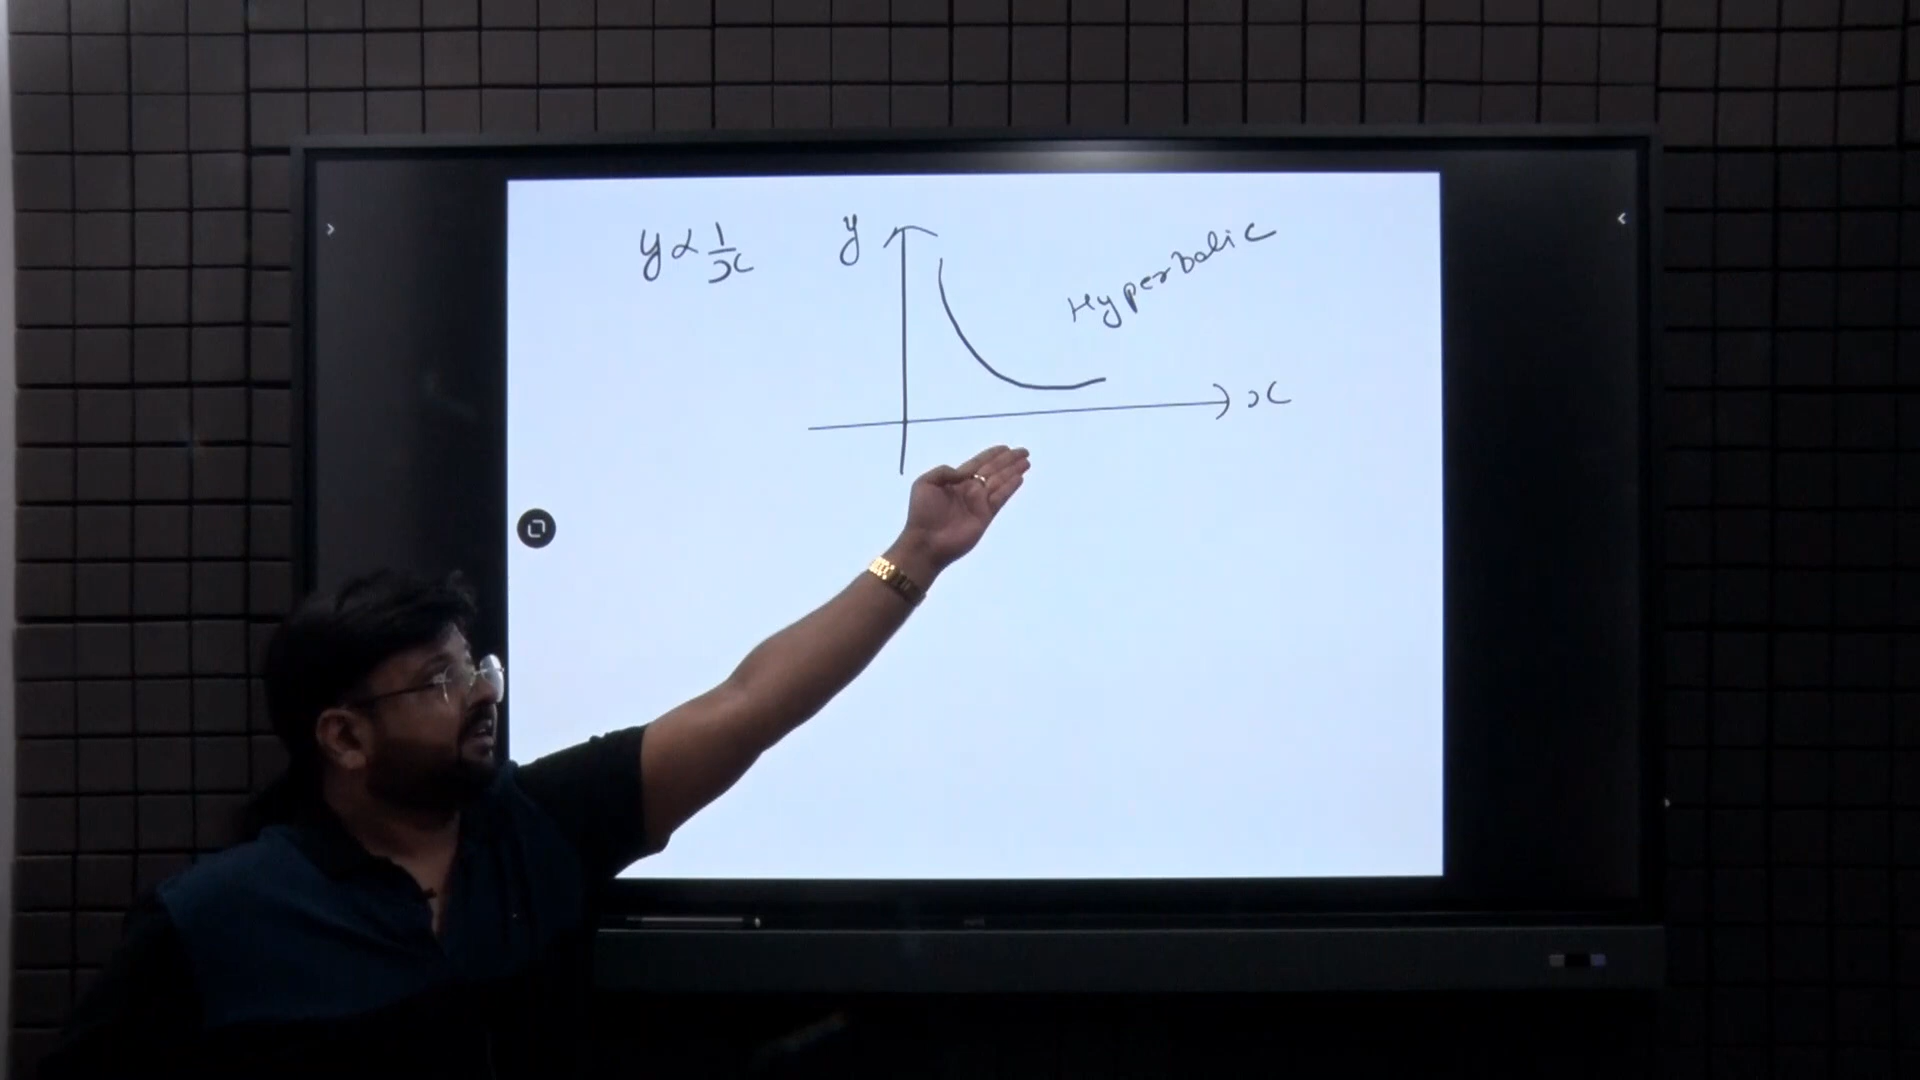 y ∝ 1/x
y
Hyperbolic
x